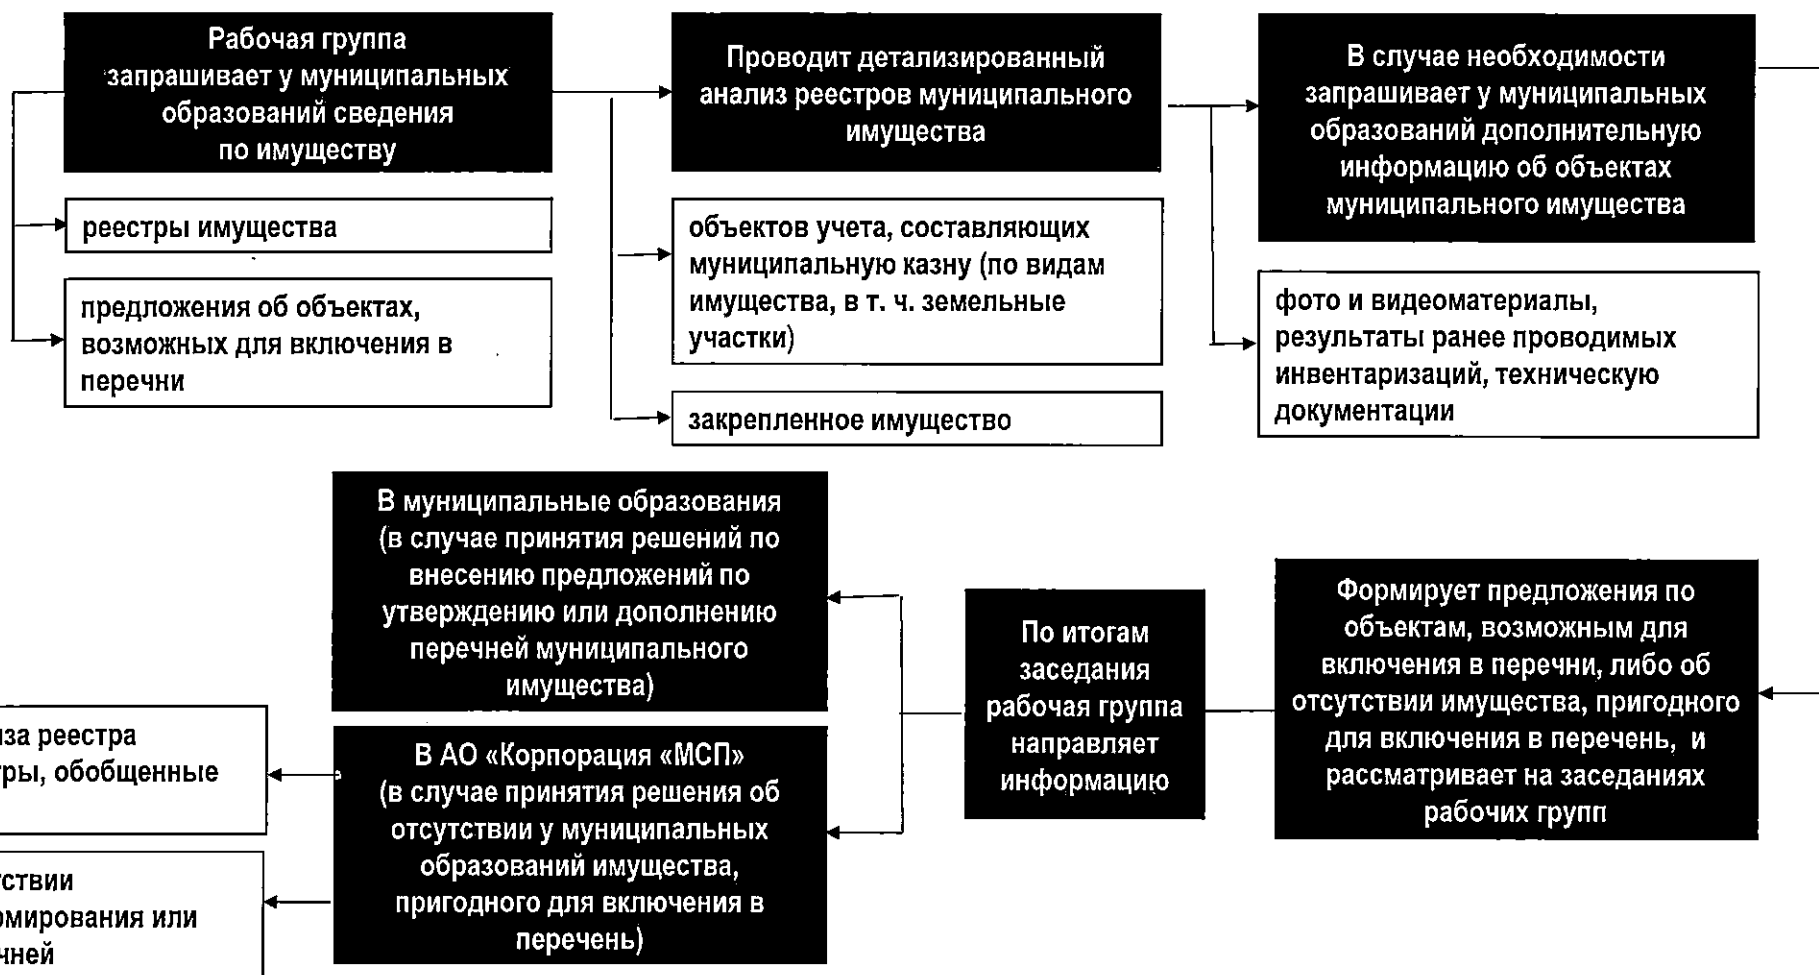 Рабочая группа
запрашивает у муниципальных
образований сведения
по имуществу
реестры имущества
предложения об объектах,
возможных для включения в
перечни
Проводит детализированный
анализ реестров муниципального
имущества
объектов учета, составляющих
муниципальную казну (по видам
имущества, в т. ч. земельные
участки)
закрепленное имущество
В случае необходимости
запрашивает у муниципальных
образований дополнительную
информацию об объектах
муниципального имущества
фото и видеоматериалы,
результаты ранее проводимых
инвентаризаций, техническую
документации
Формирует предложения по
объектам, возможным для
включения в перечни, либо об
отсутствии имущества, пригодного
для включения в перечень, и
рассматривает на заседаниях
рабочих групп
По итогам
заседания
рабочая группа
направляет
информацию
В муниципальные образования
(в случае принятия решений по
внесению предложений по
утверждению или дополнению
перечней муниципального
имущества)
В АО «Корпорация «МСП»
(в случае принятия решения об
отсутствии у муниципальных
образований имущества,
пригодного для включения в
перечень)
иза реестра
тры, обобщенные
тствии
рмирования или
чней